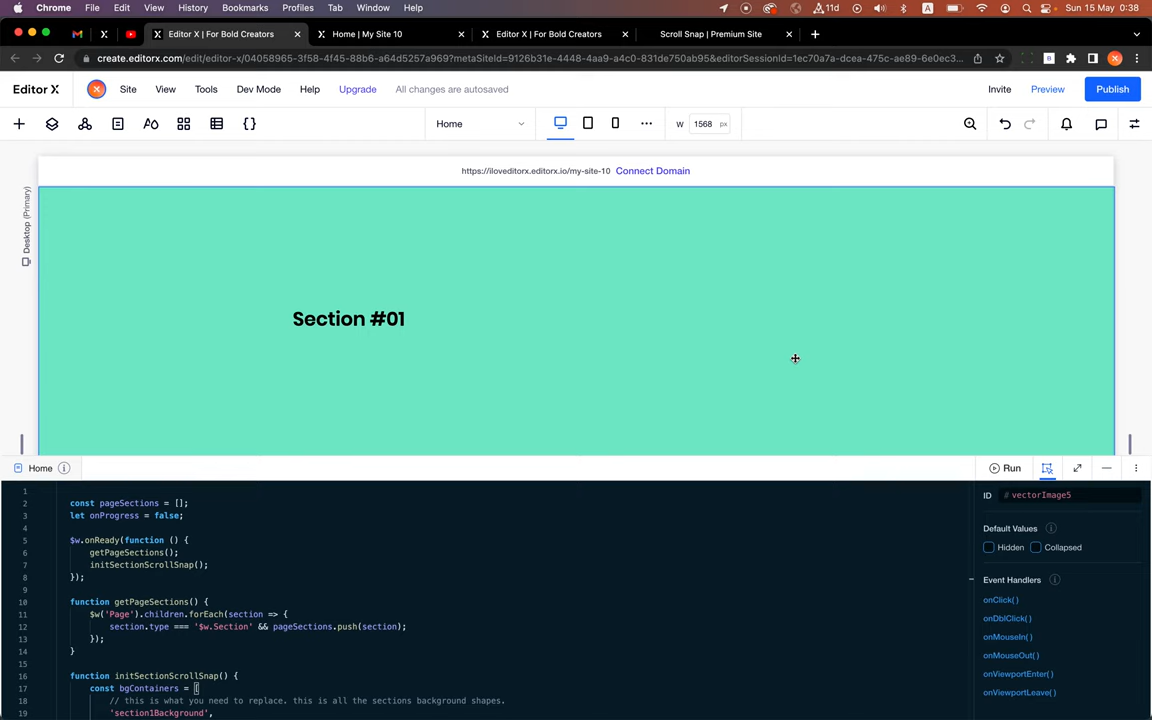 Chrome File Edit View History Bookmarks Profiles Tab Window Help 11d A Sun 15 May 0:38
Editor X | For Bold Creators Home | My Site 10 Editor X | For Bold Creators Scroll Snap | Premium Site
create.editorx.com/edit/editor-x/04058965-3f58-4f45-88b6-a64d5257a969?metaSiteId=9126b31e-4448-4aa9-a4c0-831de750ab95&editorSessionId=1ec70a7a-dcea-475c-ae89-6e0ec3...
Editor X Site View Tools Dev Mode Help Upgrade All changes are autosaved Invite Preview Publish
Home W 1568 px
https://iloveeditorx.editorx.io/my-site-10 Connect Domain
Desktop (Primary)
Section #01
Home Run
1
2 const pageSections = [];
3 let onProgress = false;
4
5 $w.onReady(function () {
6 getPageSections();
7 initSectionScrollSnap();
8 });
9
10 function getPageSections() {
11 $w('Page').children.forEach(section => {
12 section.type === '$w.Section' && pageSections.push(section);
13 });
14 }
15
16 function initSectionScrollSnap() {
17 const bgContainers = [
18 // this is what you need to replace. this is all the sections background shapes.
19 'section1Background',
ID # vectorImage5
Default Values
Hidden Collapsed
Event Handlers
onClick()
onDblClick()
onMouseIn()
onMouseOut()
onViewportEnter()
onViewportLeave()